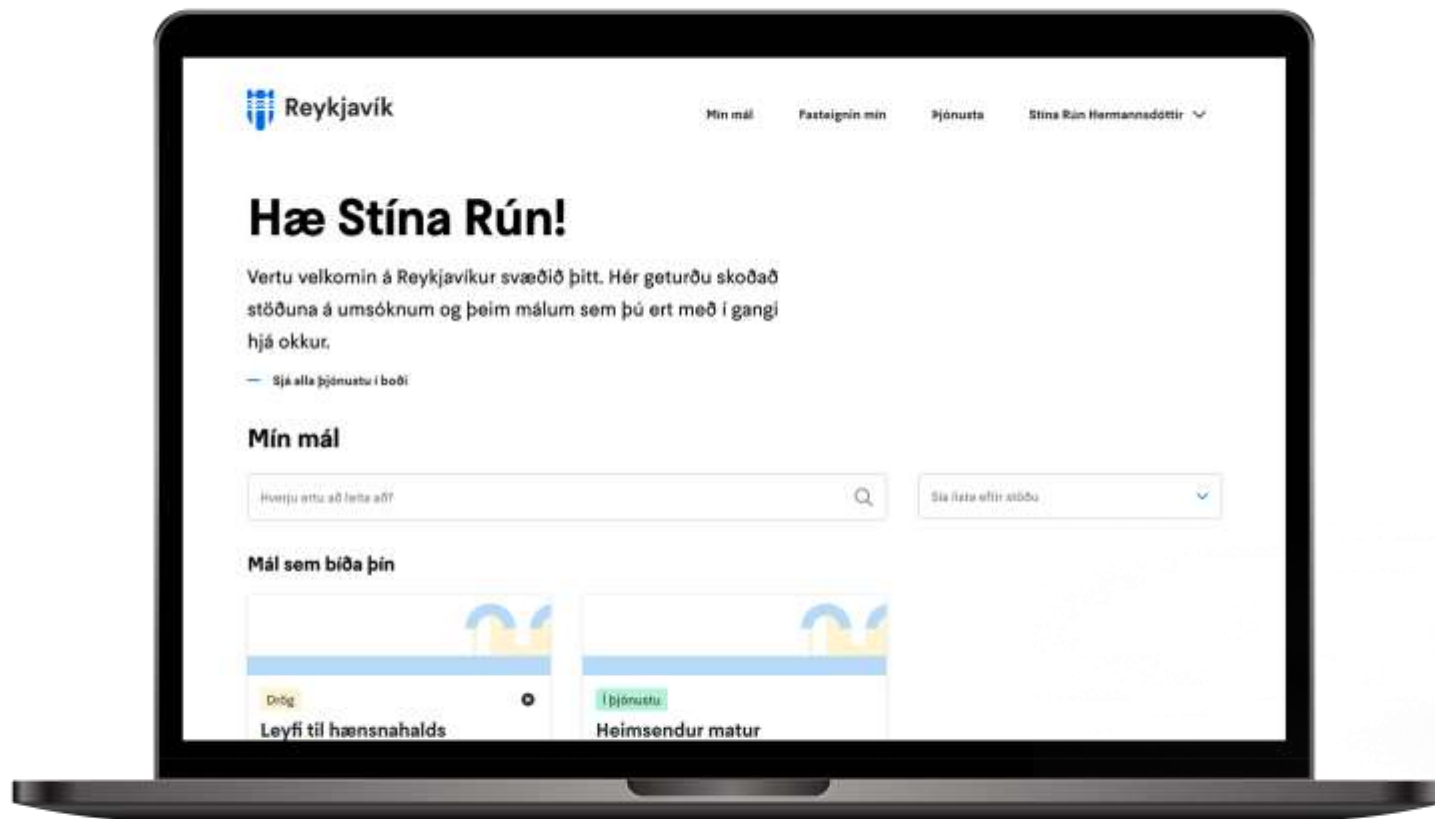 Reykjavík
Mín mál
Fasteignin mín
Þjónusta
Stína Rún Hermannsdóttir
Hæ Stína Rún!
Vertu velkomin á Reykjavíkur svæðið þitt. Hér geturðu skoðað
stöðuna á umsóknum og þeim málum sem þú ert með í gangi
hjá okkur.
Sjá alla þjónustu í boði
Mín mál
Hverju ertu að leita að?
Sía lista eftir stöðu
Mál sem bíða þín
Drög
Leyfi til hænsnahalds
Í þjónustu
Heimsendur matur